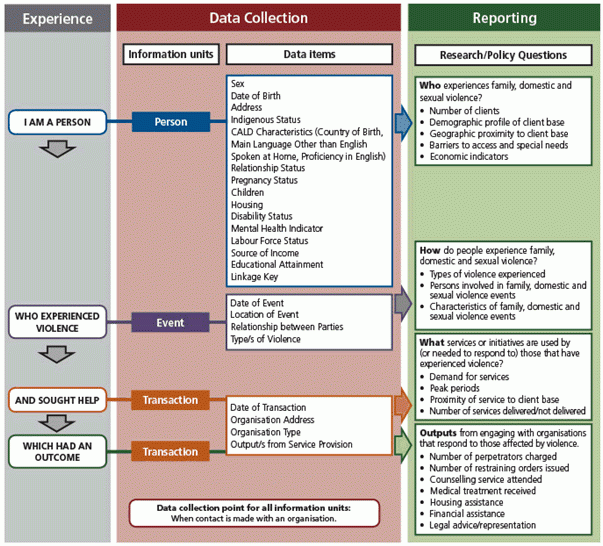 Experience
Data Collection
Reporting
Information units
Data items
Research/Policy Questions
I AM A PERSON
Person
Sex
Date of Birth
Address
Indigenous Status
CALD Characteristics (Country of Birth,
Main Language Other than English
Spoken at Home, Proficiency in English)
Relationship Status
Pregnancy Status
Children
Housing
Disability Status
Mental Health Indicator
Labour Force Status
Source of Income
Educational Attainment
Linkage Key
Who experiences family, domestic and
sexual violence?
• Number of clients
• Demographic profile of client base
• Geographic proximity to client base
• Barriers to access and special needs
• Economic indicators
WHO EXPERIENCED
VIOLENCE
Event
Date of Event
Location of Event
Relationship between Parties
Type/s of Violence
How do people experience family,
domestic and sexual violence?
• Types of violence experienced
• Persons involved in family, domestic and
sexual violence events
• Characteristics of family, domestic and
sexual violence events
AND SOUGHT HELP
Transaction
What services or initiatives are used by
(or needed to respond to) those that have
experienced violence?
• Demand for services
• Peak periods
• Proximity of service to client base
• Number of services delivered/not delivered
WHICH HAD AN
OUTCOME
Transaction
Date of Transaction
Organisation Address
Organisation Type
Output/s from Service Provision
Outputs from engaging with organisations
that respond to those affected by violence.
• Number of perpetrators charged
• Number of restraining orders issued
• Counselling service attended
• Medical treatment received
• Housing assistance
• Financial assistance
• Legal advice/representation
Data collection point for all information units:
When contact is made with an organisation.